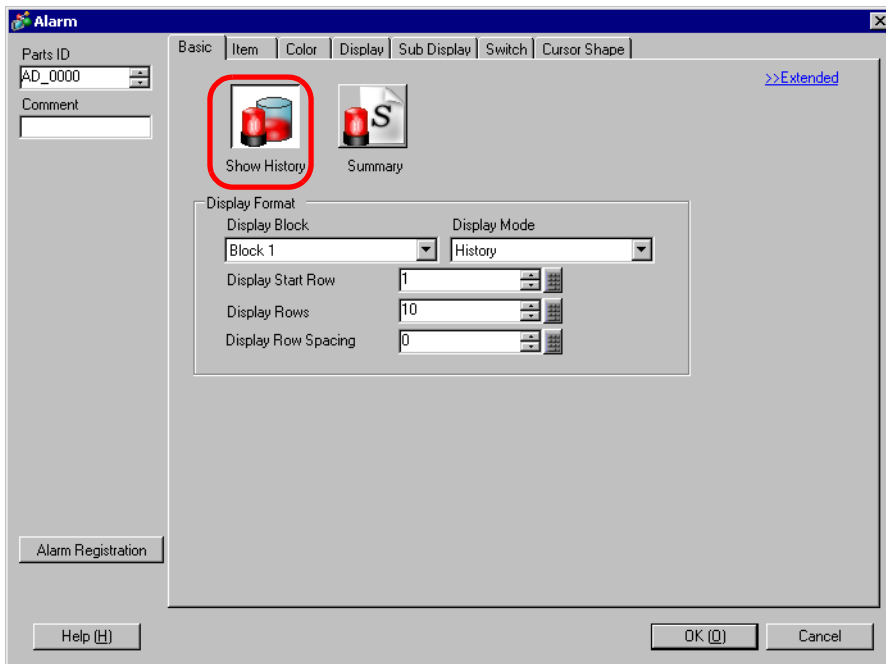 Alarm
Parts ID
AD_0000
Comment
Basic Item Color Display Sub Display Switch Cursor Shape
>>Extended
Show History Summary
S
Display Format
Display Block Display Mode
Block 1 History
Display Start Row 1
Display Rows 10
Display Row Spacing 0
Alarm Registration
Help (H) OK (O) Cancel